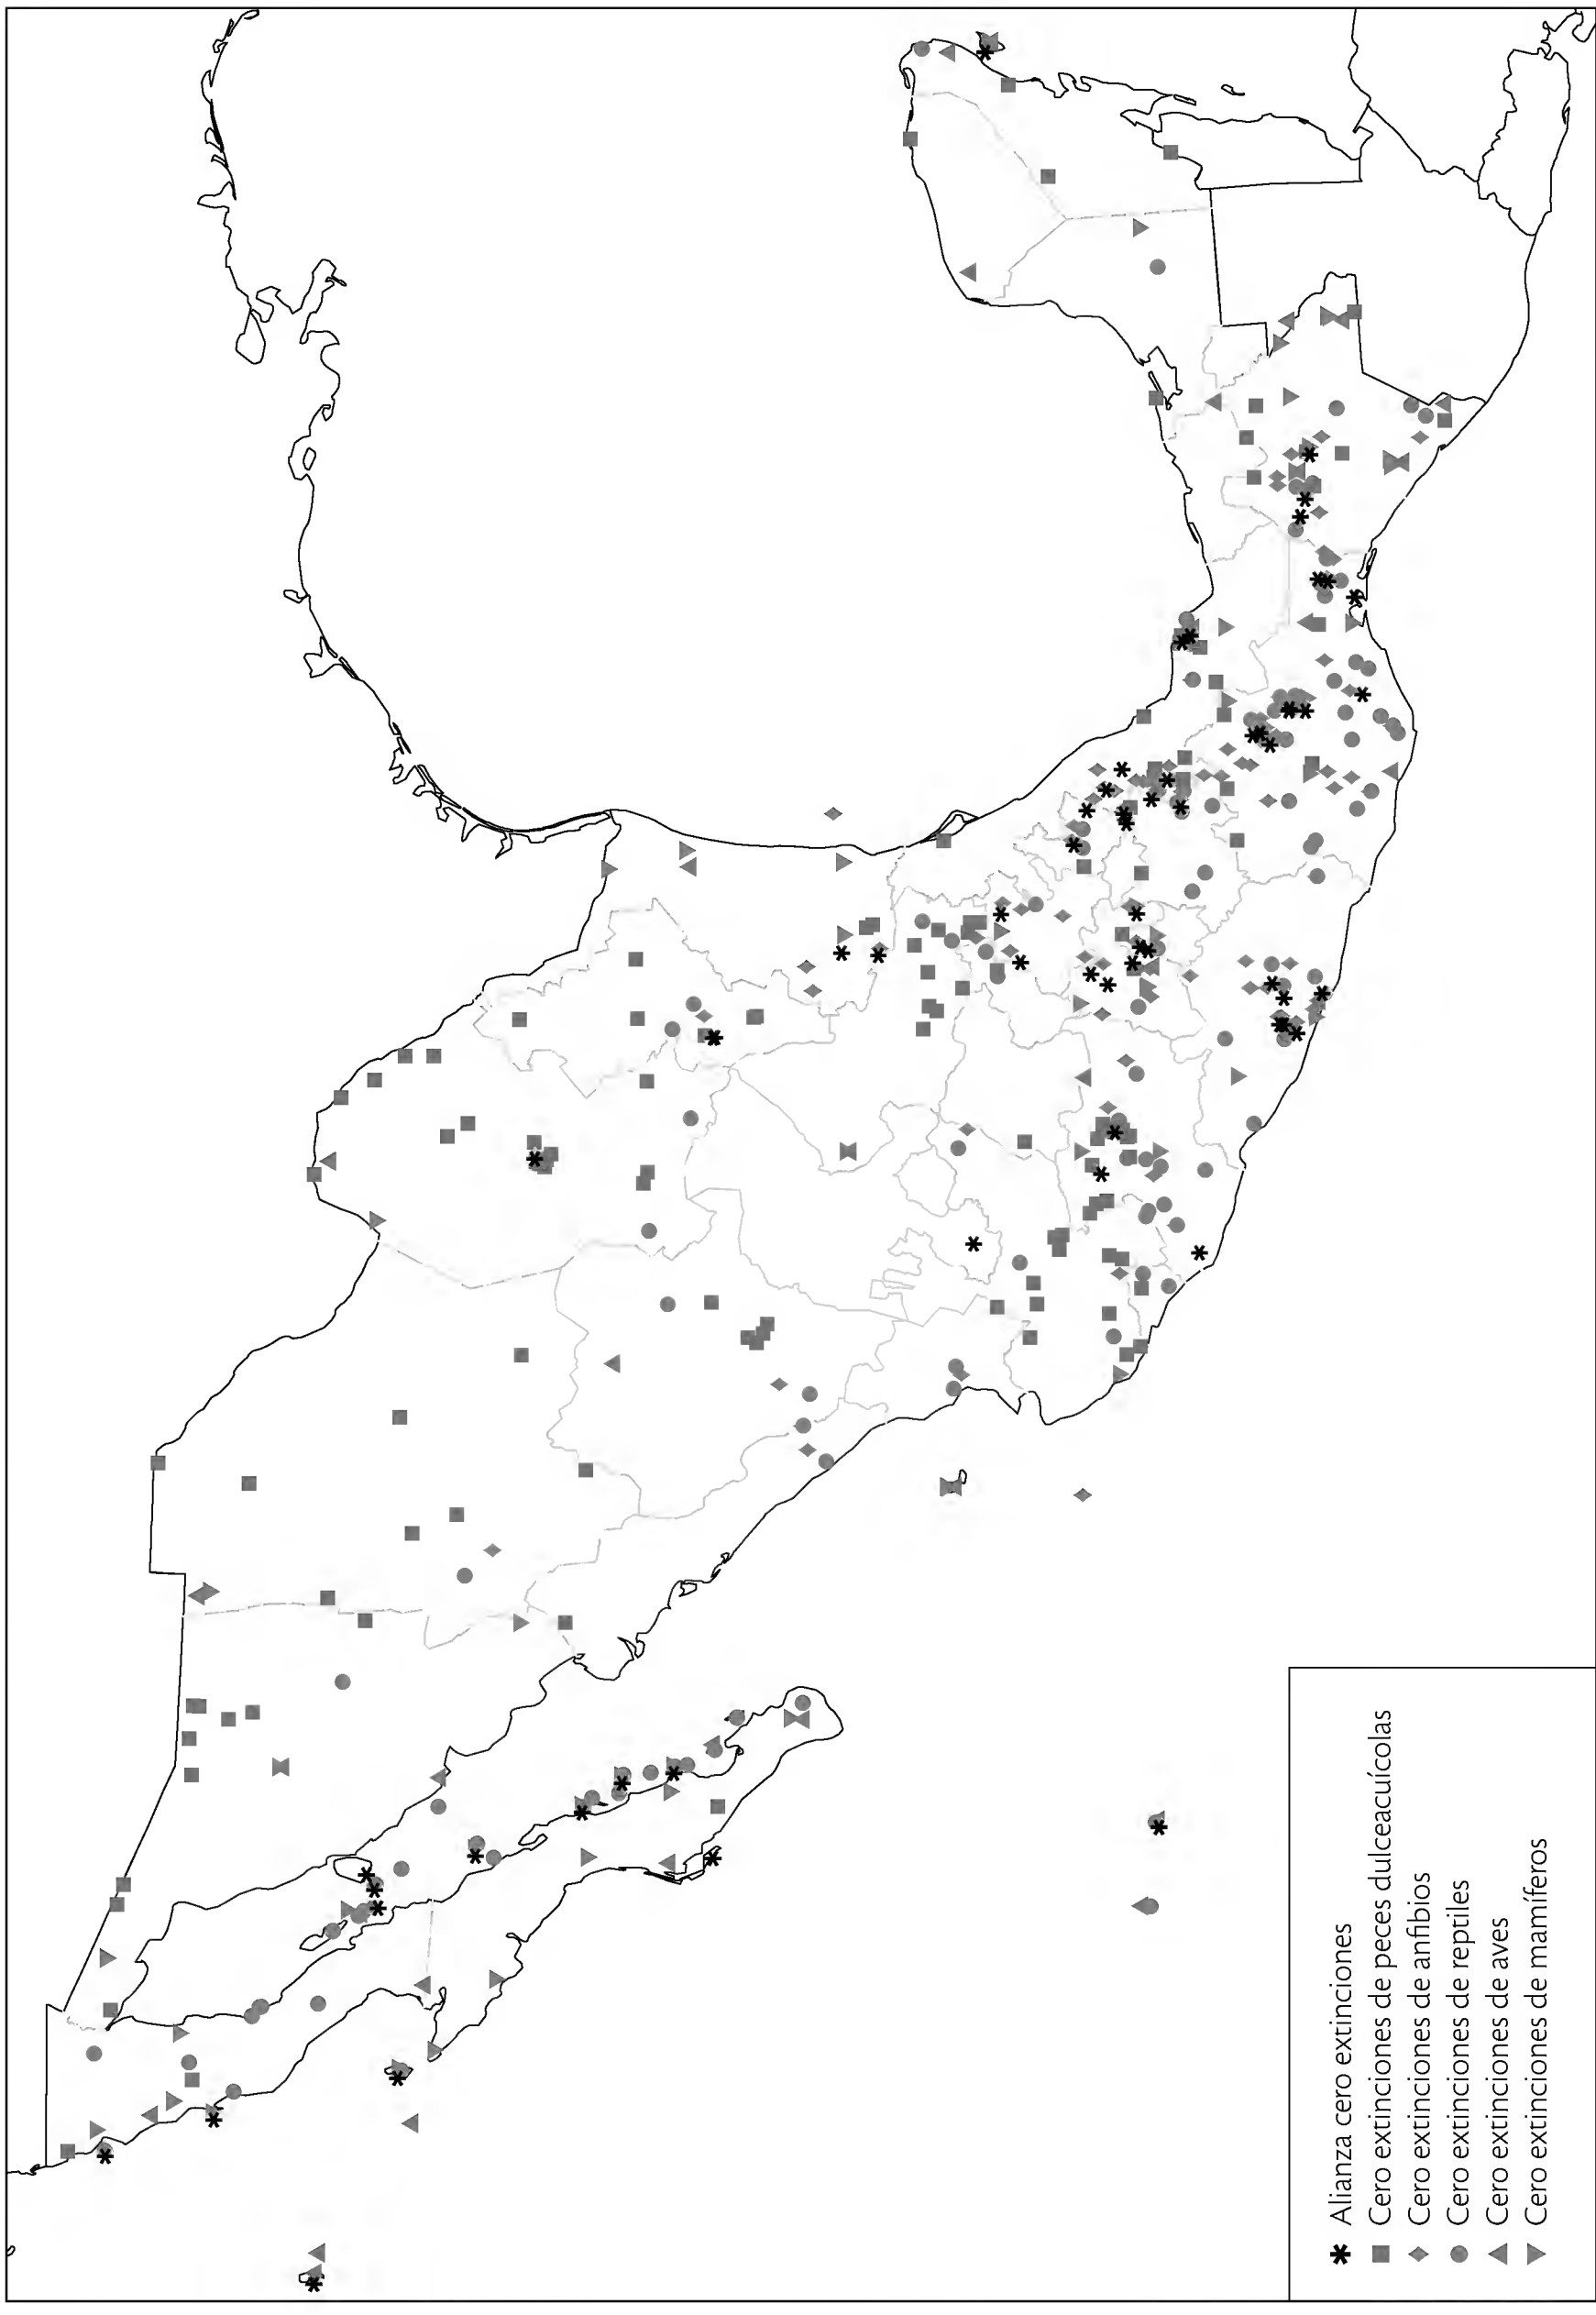 Alianza cero extinciones
Cero extinciones de peces dulceacuícolas
Cero extinciones de anfibios
Cero extinciones de reptiles
Cero extinciones de aves
Cero extinciones de mamíferos